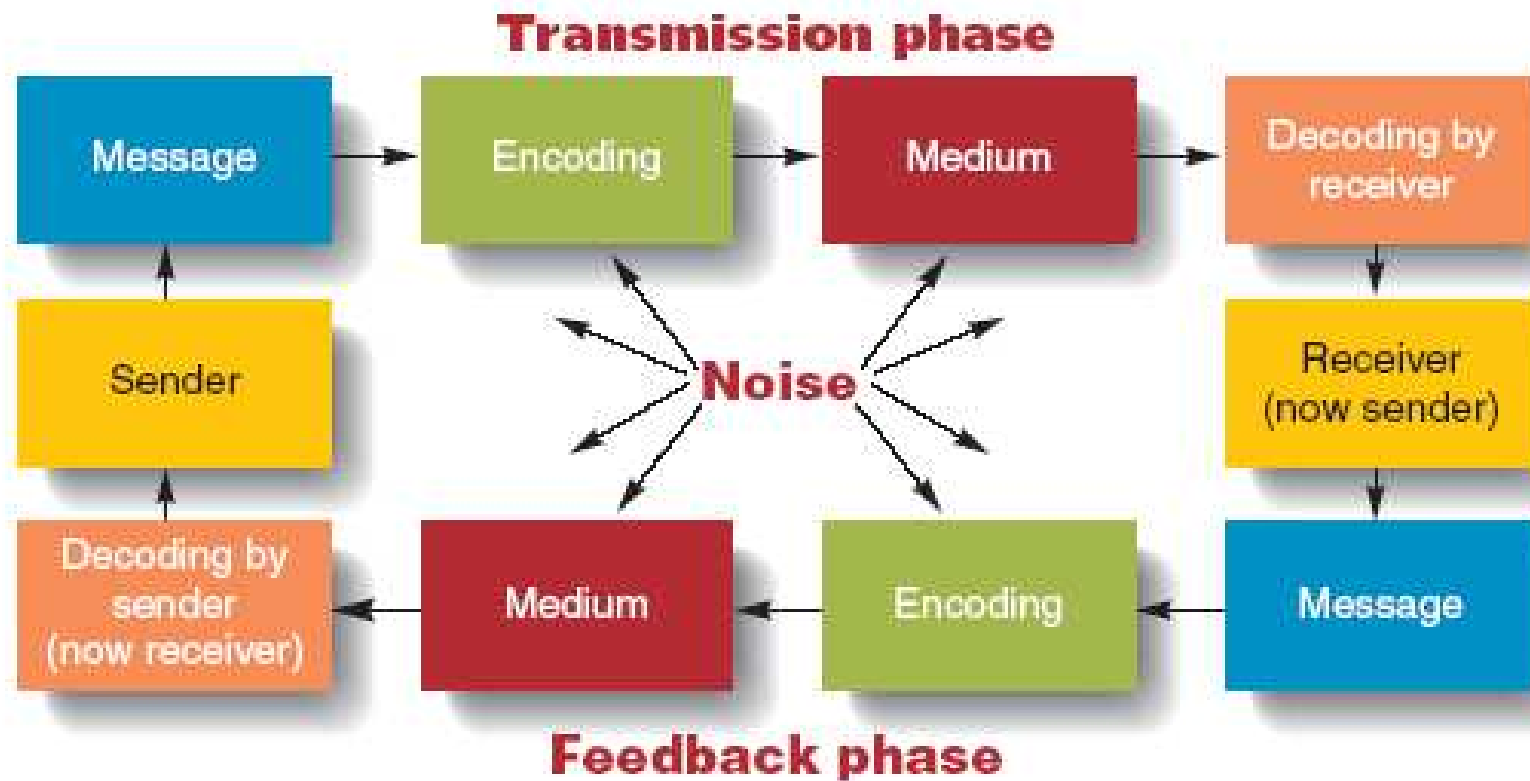 Transmission phase
Message
Encoding
Medium
Decoding by
receiver
Sender
Noise
Receiver
(now sender)
Decoding by
sender
(now receiver)
Medium
Encoding
Message
Feedback phase